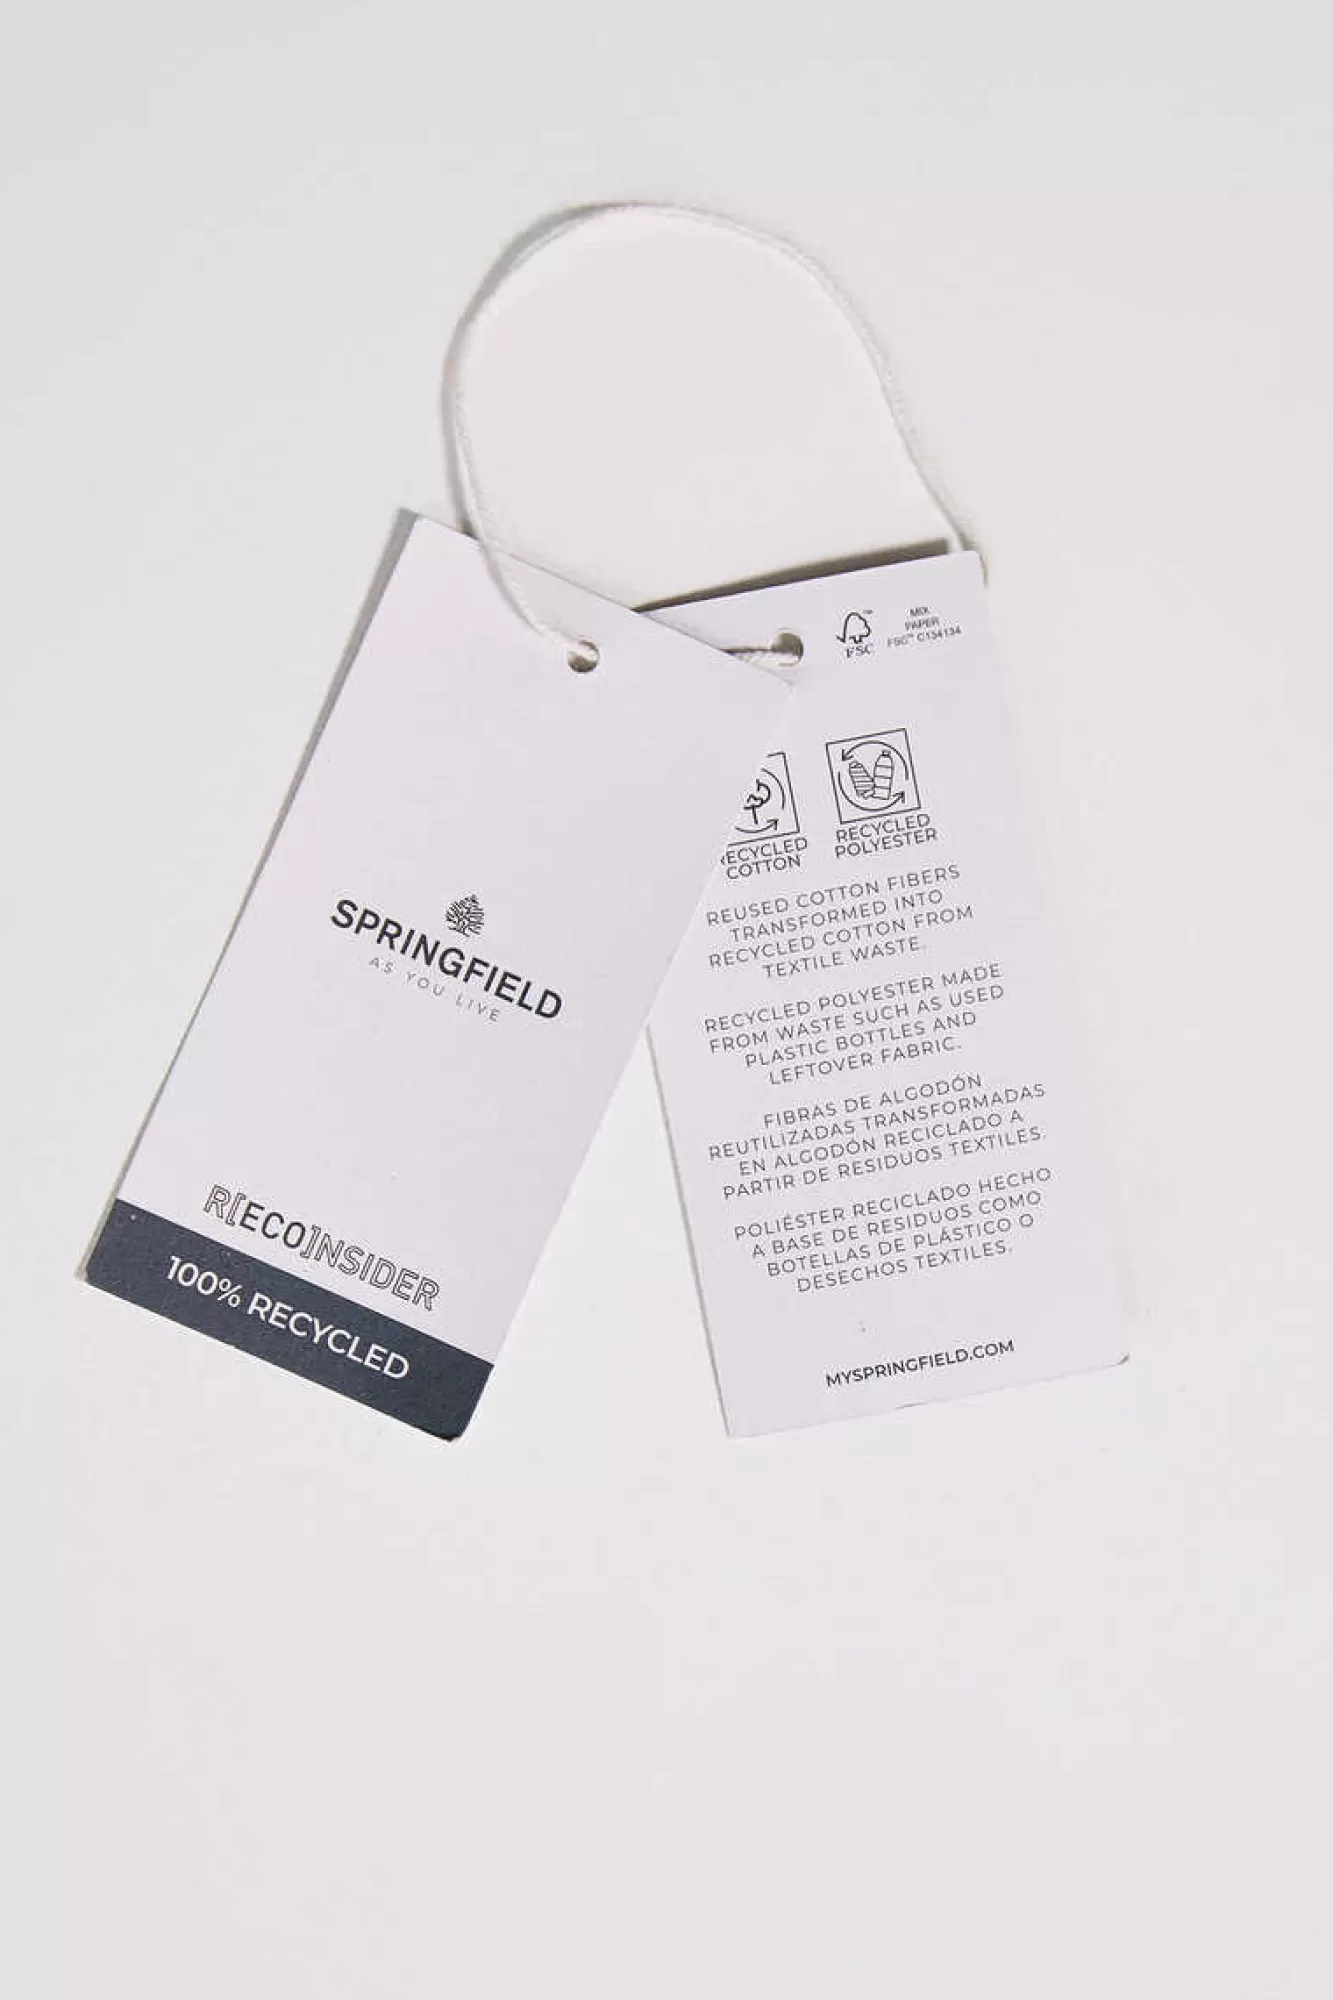 SPRINGFIELD
AS YOU LIVE
R[ECO]NSIDER
100% RECYCLED
FSC™
MIX
PAPER
FSC™ C134134
RECYCLED
COTTON
RECYCLED
POLYESTER
REUSED COTTON FIBERS
TRANSFORMED INTO
RECYCLED COTTON FROM
TEXTILE WASTE.
RECYCLED POLYESTER MADE
FROM WASTE SUCH AS USED
PLASTIC BOTTLES AND
LEFTOVER FABRIC.
FIBRAS DE ALGODÓN
REUTILIZADAS TRANSFORMADAS
EN ALGODÓN RECICLADO A
PARTIR DE RESIDUOS TEXTILES.
POLIÉSTER RECICLADO HECHO
A BASE DE RESIDUOS COMO
BOTELLAS DE PLÁSTICO O
DESECHOS TEXTILES.
MYSPRINGFIELD.COM